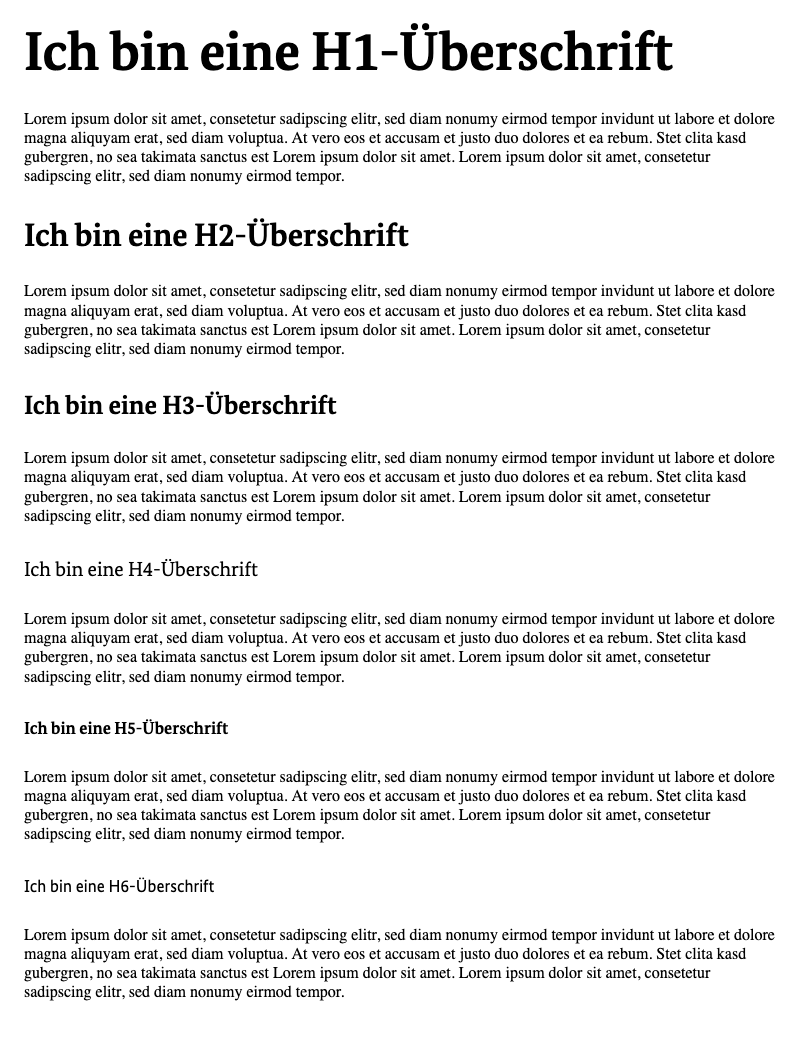 Ich bin eine H1-Überschrift
Lorem ipsum dolor sit amet, consetetur sadipscing elitr, sed diam nonumy eirmod tempor invidunt ut labore et dolore
magna aliquyam erat, sed diam voluptua. At vero eos et accusam et justo duo dolores et ea rebum. Stet clita kasd
gubergren, no sea takimata sanctus est Lorem ipsum dolor sit amet. Lorem ipsum dolor sit amet, consetetur
sadipscing elitr, sed diam nonumy eirmod tempor.
Ich bin eine H2-Überschrift
Lorem ipsum dolor sit amet, consetetur sadipscing elitr, sed diam nonumy eirmod tempor invidunt ut labore et dolore
magna aliquyam erat, sed diam voluptua. At vero eos et accusam et justo duo dolores et ea rebum. Stet clita kasd
gubergren, no sea takimata sanctus est Lorem ipsum dolor sit amet. Lorem ipsum dolor sit amet, consetetur
sadipscing elitr, sed diam nonumy eirmod tempor.
Ich bin eine H3-Überschrift
Lorem ipsum dolor sit amet, consetetur sadipscing elitr, sed diam nonumy eirmod tempor invidunt ut labore et dolore
magna aliquyam erat, sed diam voluptua. At vero eos et accusam et justo duo dolores et ea rebum. Stet clita kasd
gubergren, no sea takimata sanctus est Lorem ipsum dolor sit amet. Lorem ipsum dolor sit amet, consetetur
sadipscing elitr, sed diam nonumy eirmod tempor.
Ich bin eine H4-Überschrift
Lorem ipsum dolor sit amet, consetetur sadipscing elitr, sed diam nonumy eirmod tempor invidunt ut labore et dolore
magna aliquyam erat, sed diam voluptua. At vero eos et accusam et justo duo dolores et ea rebum. Stet clita kasd
gubergren, no sea takimata sanctus est Lorem ipsum dolor sit amet. Lorem ipsum dolor sit amet, consetetur
sadipscing elitr, sed diam nonumy eirmod tempor.
Ich bin eine H5-Überschrift
Lorem ipsum dolor sit amet, consetetur sadipscing elitr, sed diam nonumy eirmod tempor invidunt ut labore et dolore
magna aliquyam erat, sed diam voluptua. At vero eos et accusam et justo duo dolores et ea rebum. Stet clita kasd
gubergren, no sea takimata sanctus est Lorem ipsum dolor sit amet. Lorem ipsum dolor sit amet, consetetur
sadipscing elitr, sed diam nonumy eirmod tempor.
Ich bin eine H6-Überschrift
Lorem ipsum dolor sit amet, consetetur sadipscing elitr, sed diam nonumy eirmod tempor invidunt ut labore et dolore
magna aliquyam erat, sed diam voluptua. At vero eos et accusam et justo duo dolores et ea rebum. Stet clita kasd
gubergren, no sea takimata sanctus est Lorem ipsum dolor sit amet. Lorem ipsum dolor sit amet, consetetur
sadipscing elitr, sed diam nonumy eirmod tempor.